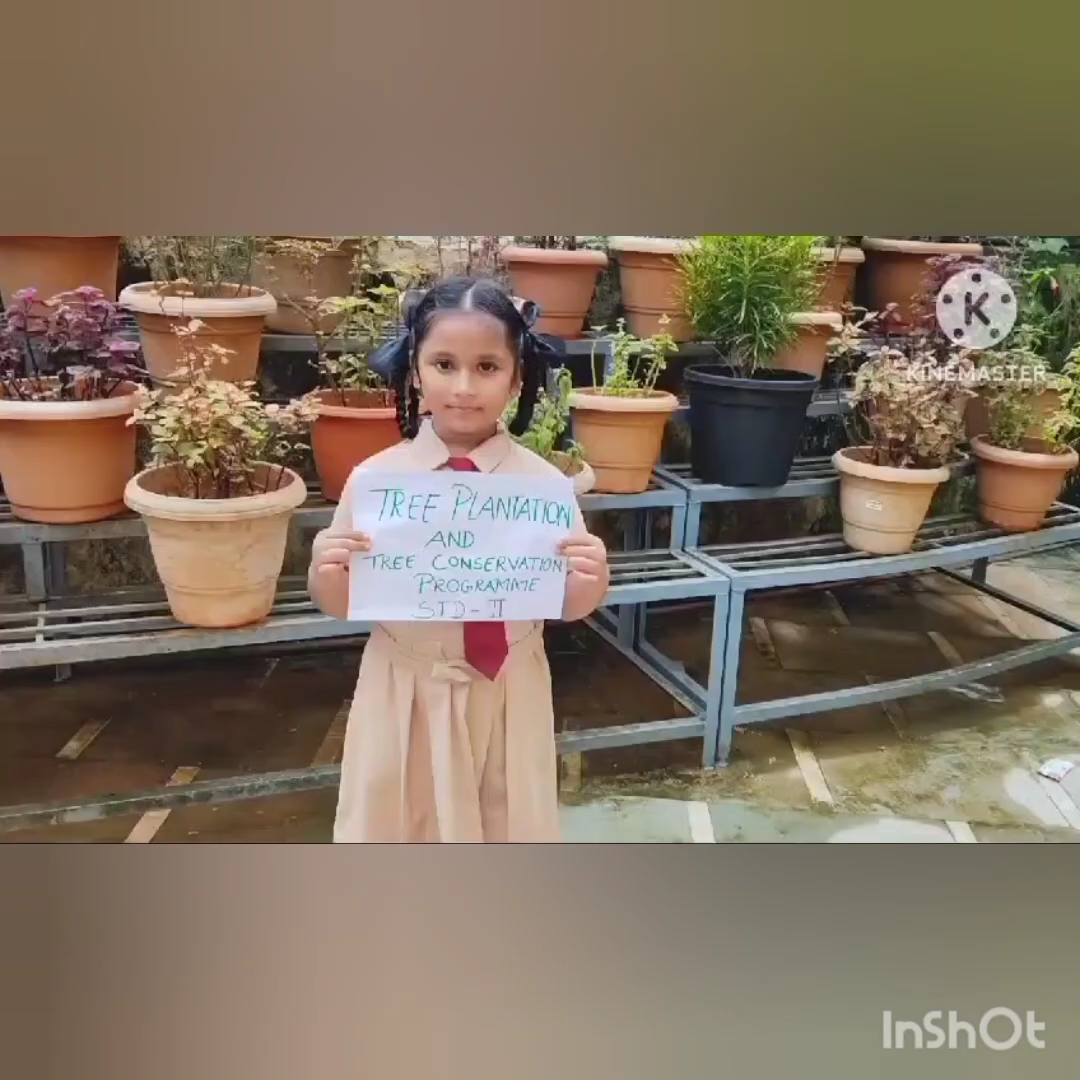 TREE PLANTATION
AND
TREE CONSERVATION
PROGRAMME
STD-II
KINEMASTER
InShOt